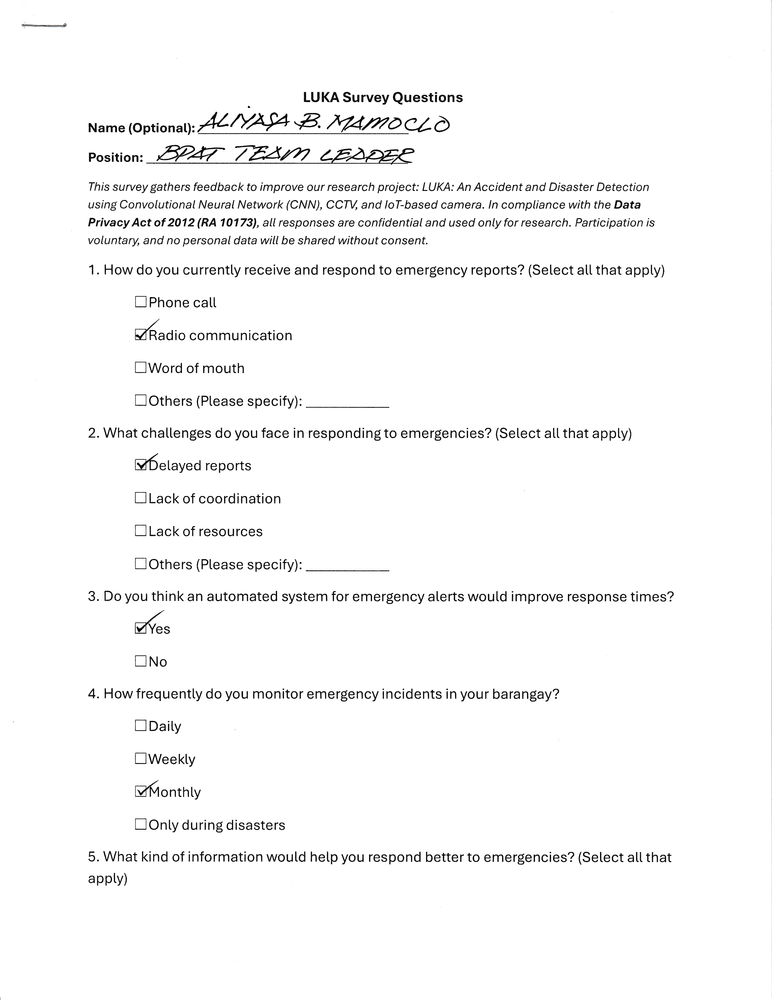 LUKA Survey Questions
Name (Optional): ALIYASA B. MAMOCLO
Position: BPAT TEAM LEADER
This survey gathers feedback to improve our research project: LUKA: An Accident and Disaster Detection
using Convolutional Neural Network (CNN), CCTV, and IoT-based camera. In compliance with the Data
Privacy Act of 2012 (RA 10173), all responses are confidential and used only for research. Participation is
voluntary, and no personal data will be shared without consent.
1. How do you currently receive and respond to emergency reports? (Select all that apply)
☐Phone call
☑Radio communication
☐Word of mouth
☐Others (Please specify): ___________
2. What challenges do you face in responding to emergencies? (Select all that apply)
☑Delayed reports
☐Lack of coordination
☐Lack of resources
☐Others (Please specify): ___________
3. Do you think an automated system for emergency alerts would improve response times?
☑Yes
☐No
4. How frequently do you monitor emergency incidents in your barangay?
☐Daily
☐Weekly
☑Monthly
☐Only during disasters
5. What kind of information would help you respond better to emergencies? (Select all that
apply)